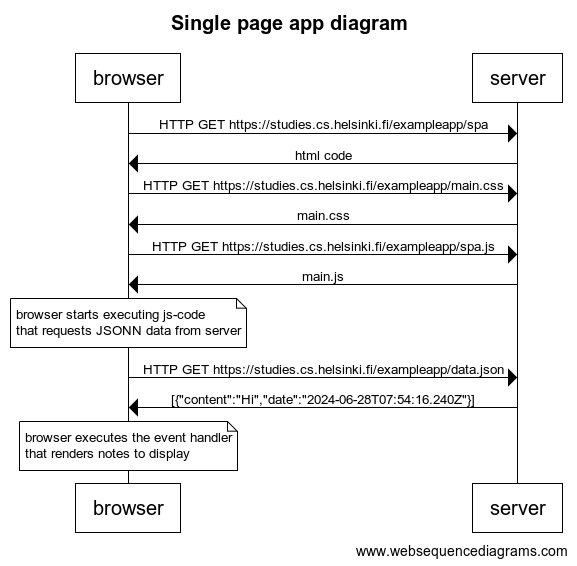 Single page app diagram
browser
server
HTTP GET https://studies.cs.helsinki.fi/exampleapp/spa
html code
HTTP GET https://studies.cs.helsinki.fi/exampleapp/main.css
main.css
HTTP GET https://studies.cs.helsinki.fi/exampleapp/spa.js
main.js
browser starts executing js-code
that requests JSONN data from server
HTTP GET https://studies.cs.helsinki.fi/exampleapp/data.json
[{"content":"Hi","date":"2024-06-28T07:54:16.240Z"}]
browser executes the event handler
that renders notes to display
browser
server
www.websequencediagrams.com